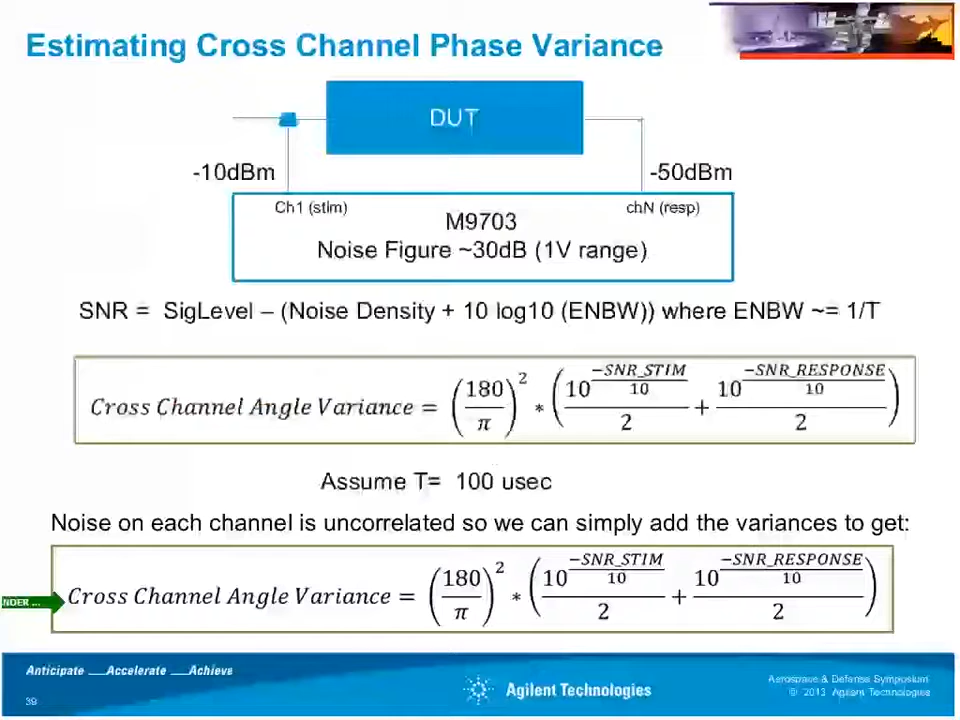 Estimating Cross Channel Phase Variance
DUT
-10dBm
-50dBm
Ch1 (stim)
chN (resp)
M9703
Noise Figure ~30dB (1V range)
SNR = SigLevel – (Noise Density + 10 log10 (ENBW)) where ENBW ~= 1/T
Cross Channel Angle Variance = (180/π)^2 * (10^(-SNR_STIM/10)/2 + 10^(-SNR_RESPONSE/10)/2)
Assume T= 100 usec
Noise on each channel is uncorrelated so we can simply add the variances to get:
NDER ...
Cross Channel Angle Variance = (180/π)^2 * (10^(-SNR_STIM/10)/2 + 10^(-SNR_RESPONSE/10)/2)
Anticipate __Accelerate __Achieve
Agilent Technologies
Aerospace & Defense Symposium
© 2013 Agilent Technologies
39